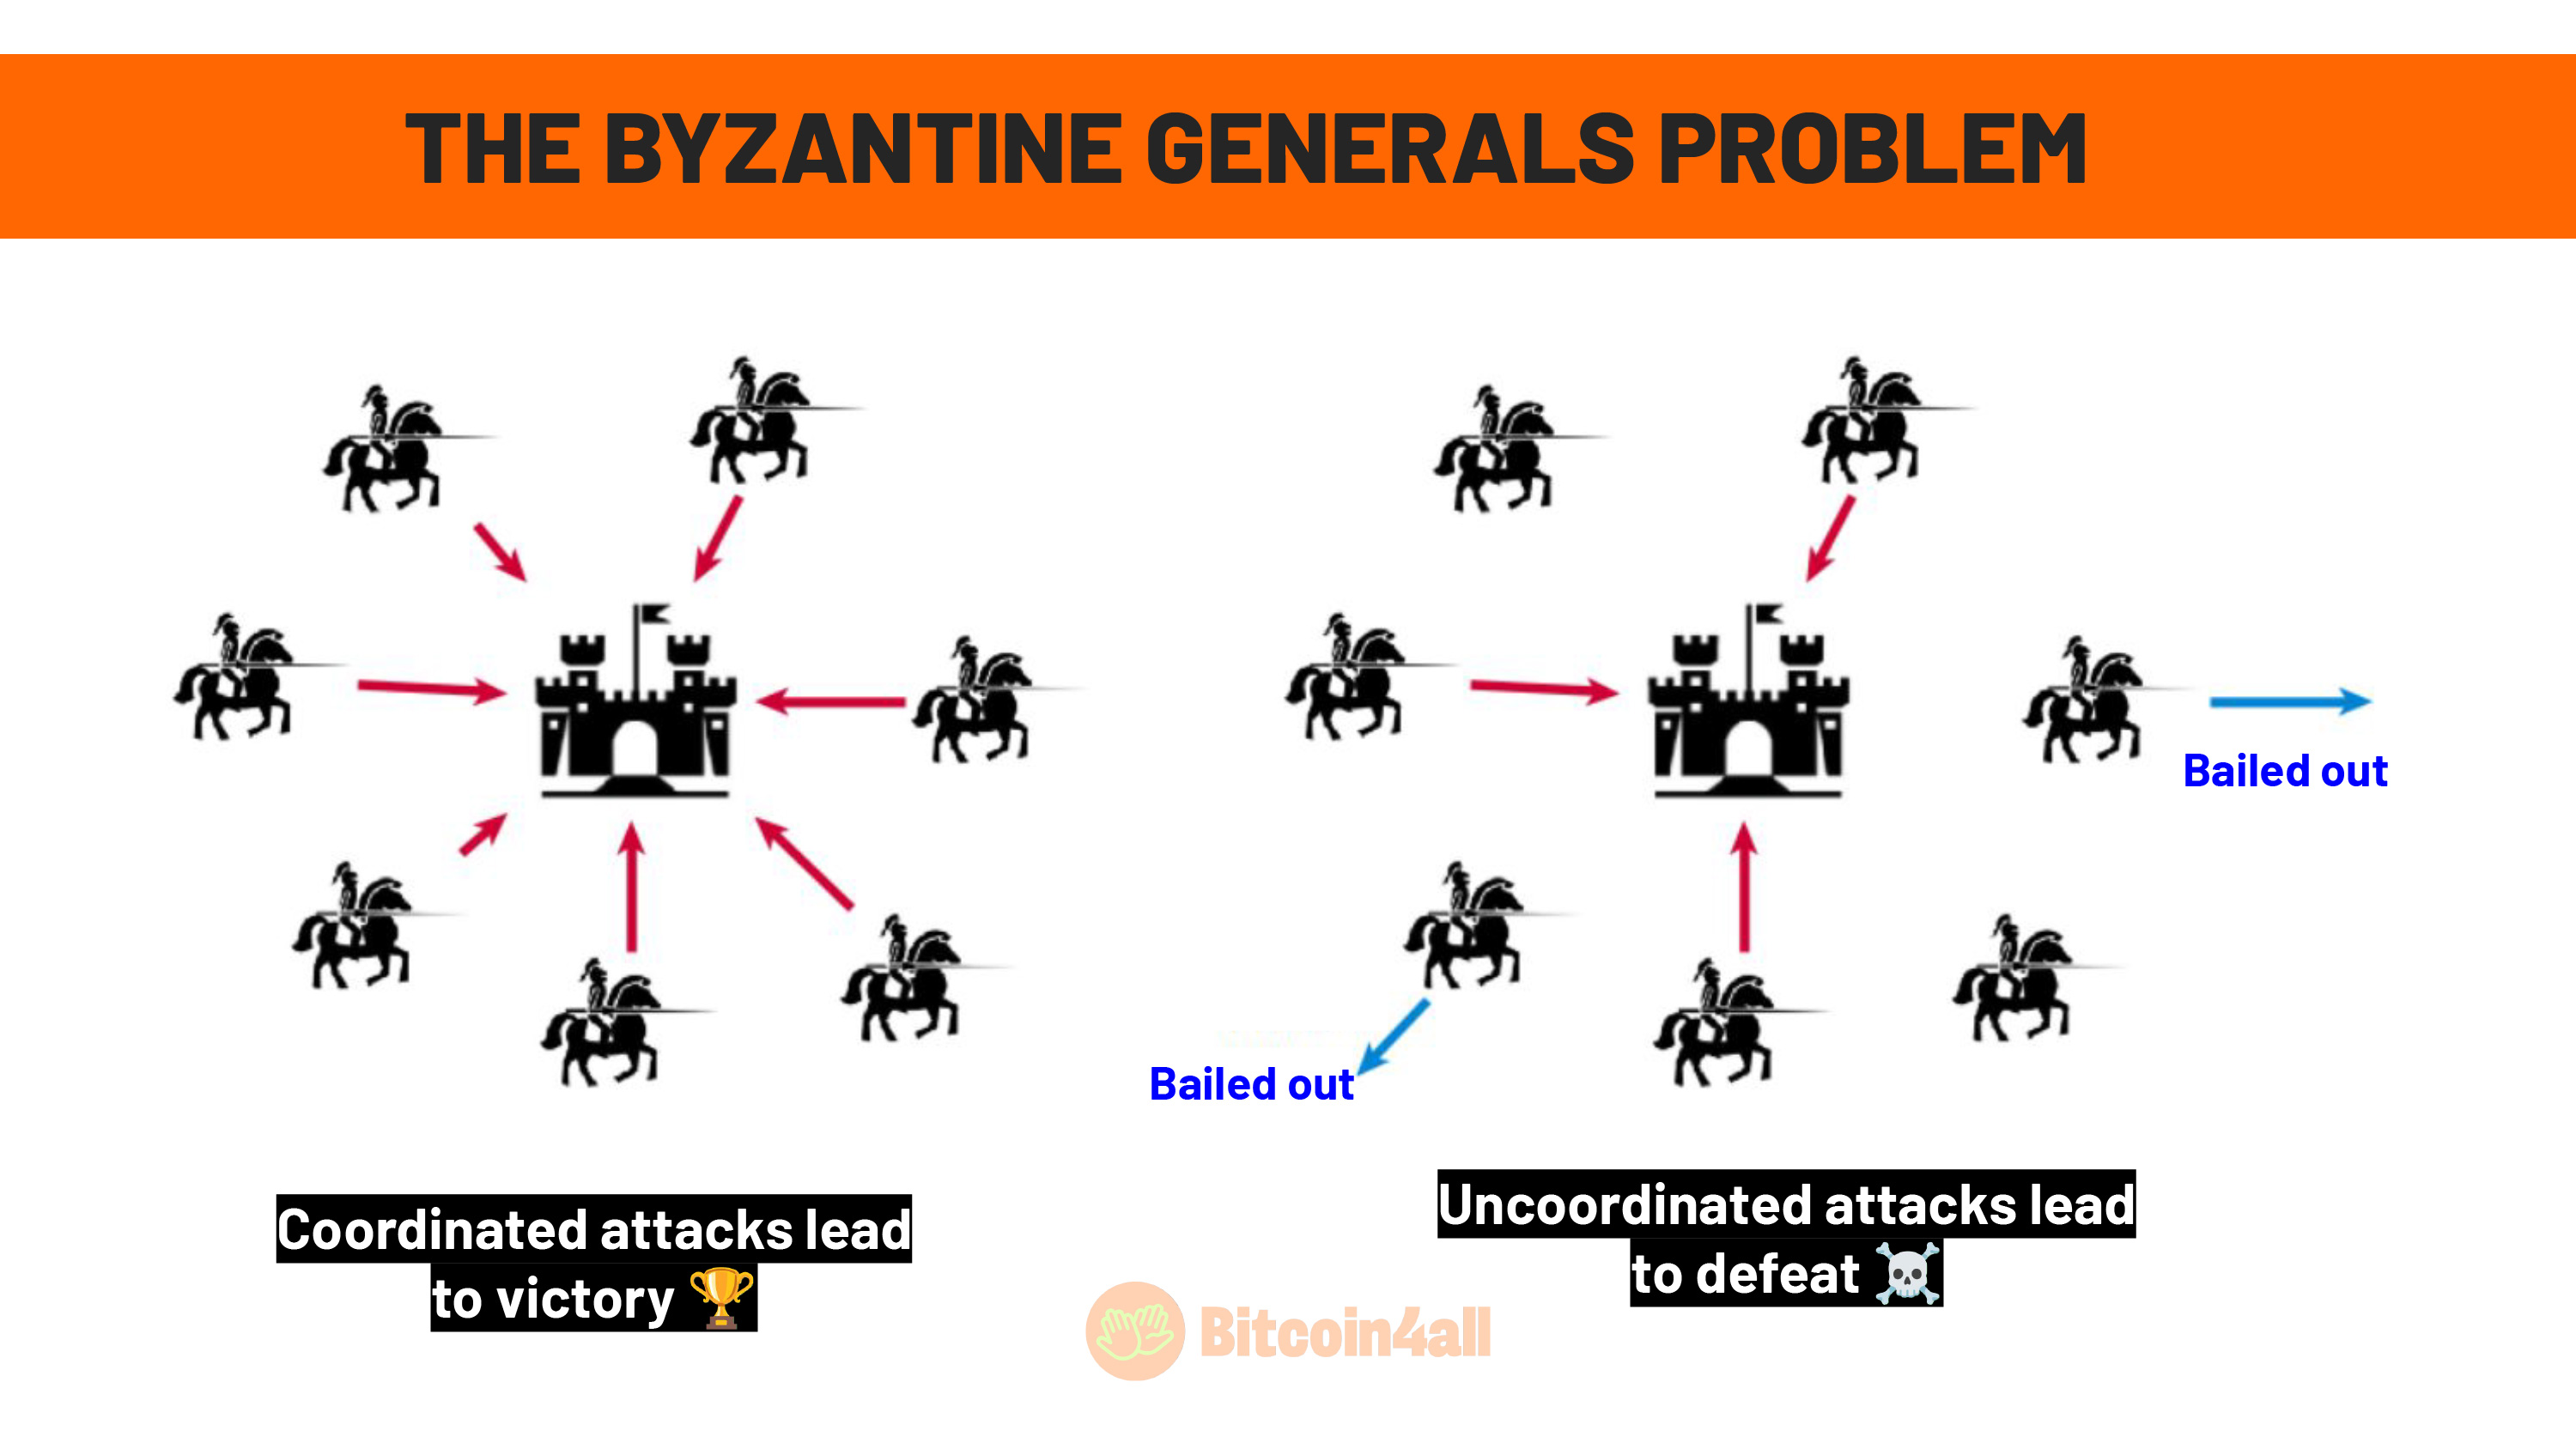 THE BYZANTINE GENERALS PROBLEM
Bailed out
Bailed out
Coordinated attacks lead
to victory 🏆
Uncoordinated attacks lead
to defeat ☠️
Bitcoin4all